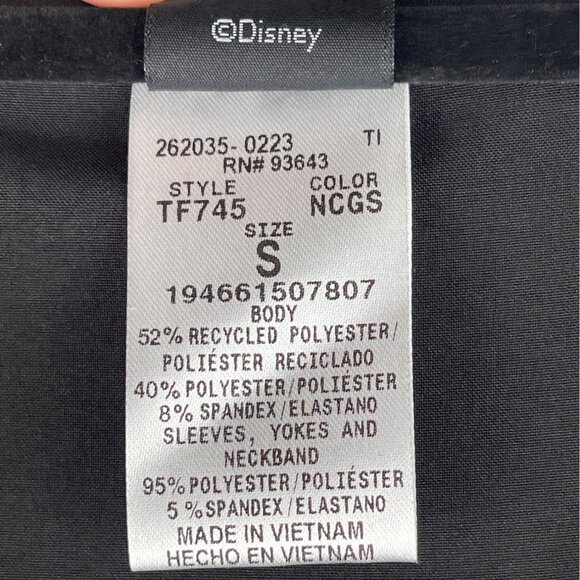 ©Disney
262035-0223 TI
RN# 93643
STYLE COLOR
TF745 NCGS
SIZE
S
194661507807
BODY
52% RECYCLED POLYESTER/
POLIÉSTER RECICLADO
40% POLYESTER/POLIÉSTER
8% SPANDEX/ELASTANO
SLEEVES, YOKES AND
NECKBAND
95% POLYESTER/POLIÉSTER
5% SPANDEX/ELASTANO
MADE IN VIETNAM
HECHO EN VIETNAM